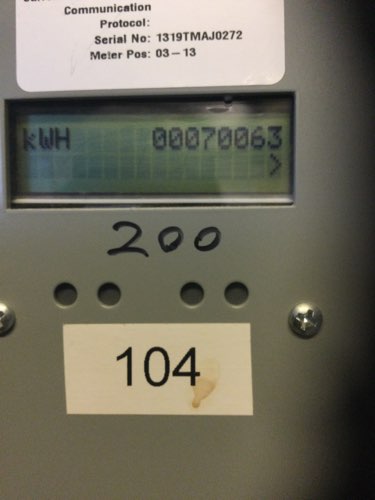 Communication
Protocol:
Serial No: 1319TMAJ0272
Meter Pos: 03-13
kWH 00070063
>
200
104